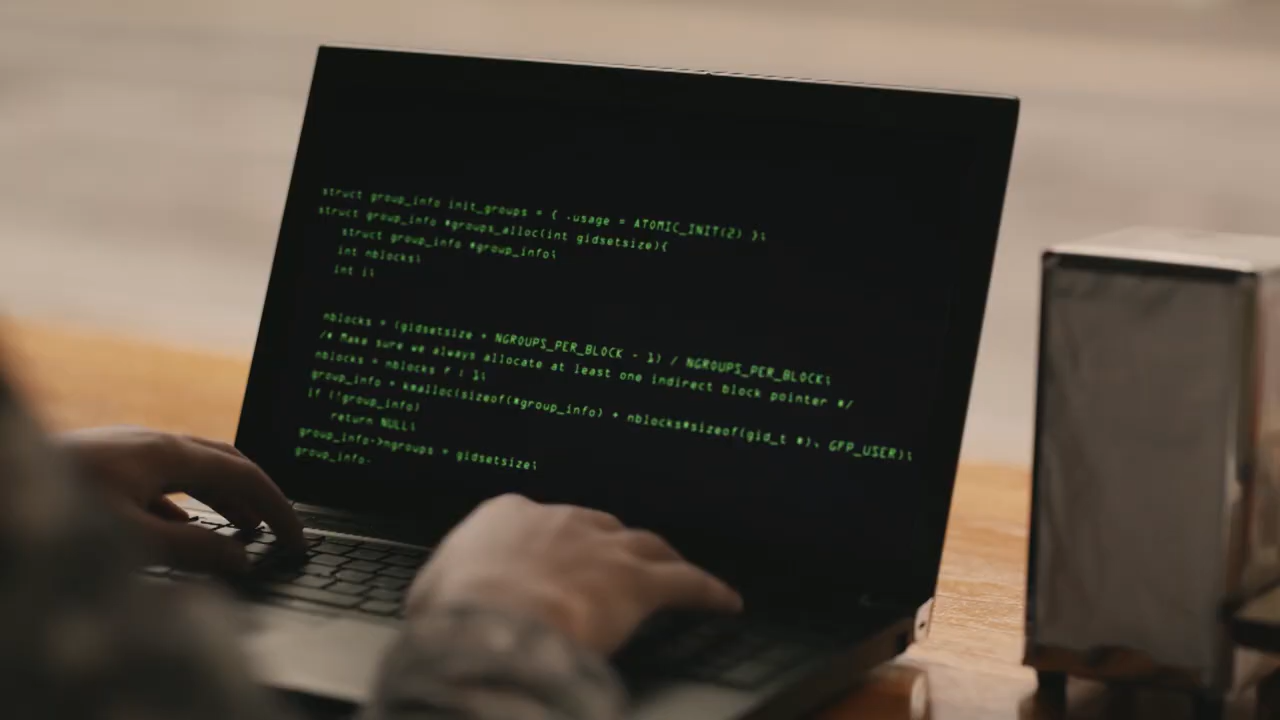 struct group_info init_groups = { .usage = ATOMIC_INIT(2) };
struct group_info *groups_alloc(int gidsetsize){
struct group_info *group_info;
int nblocks;
int i;
nblocks = (gidsetsize + NGROUPS_PER_BLOCK - 1) / NGROUPS_PER_BLOCK;
/* Make sure we always allocate at least one indirect block pointer */
nblocks = nblocks ? : 1;
group_info = kmalloc(sizeof(*group_info) + nblocks*sizeof(gid_t *), GFP_USER);
if (!group_info)
return NULL;
group_info->ngroups = gidsetsize;
group_info-